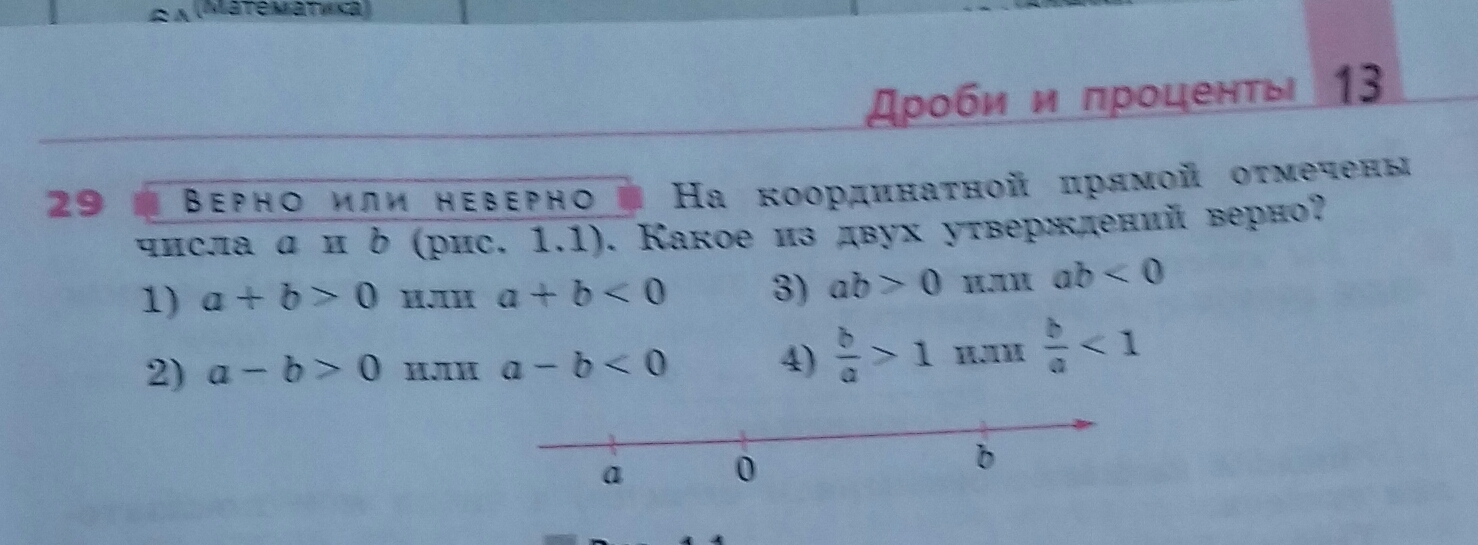 (Математика)
Дроби и проценты 13
29 ВЕРНО ИЛИ НЕВЕРНО На координатной прямой отмечены
числа a и b (рис. 1.1). Какое из двух утверждений верно?
1) a + b > 0 или a + b < 0 3) ab > 0 или ab < 0
2) a − b > 0 или a − b < 0 4) b/a > 1 или b/a < 1
a 0 b